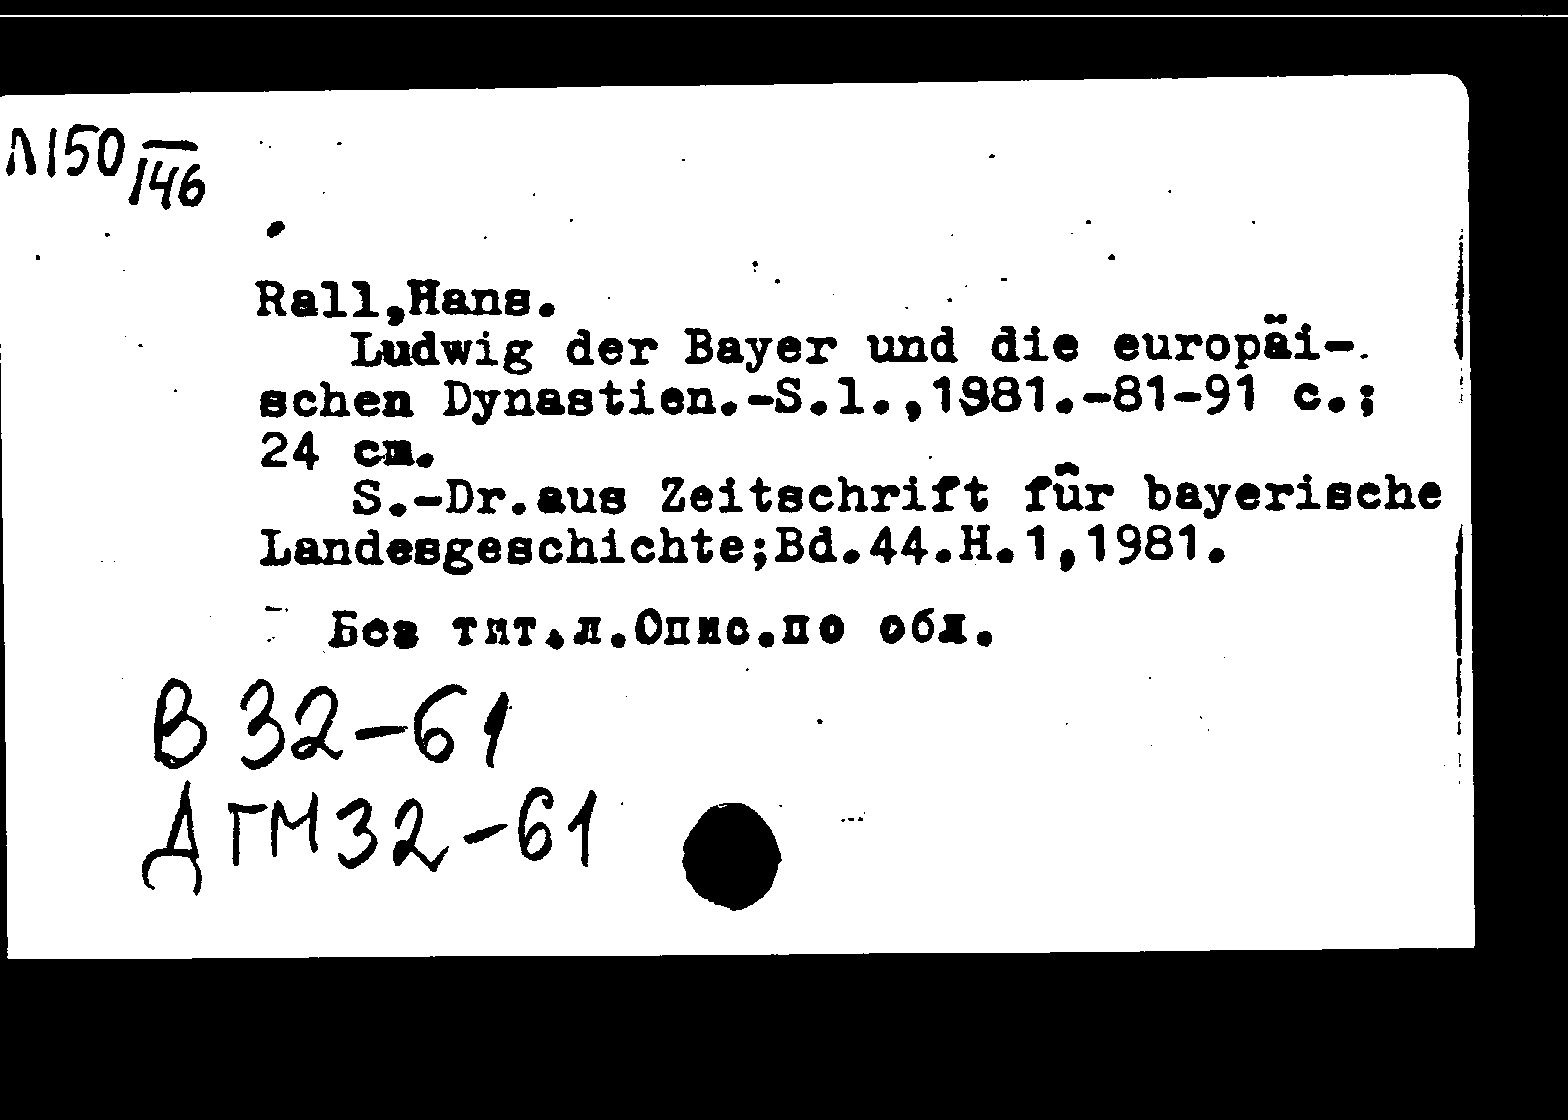 Л150/146
Rall,Hans.
Ludwig der Bayer und die europäi-
schen Dynastien.-S.l.,1981.-81-91 с.;
24 cm.
S.-Dr.aus Zeitschrift für bayerische
Landesgeschichte;Bd.44.H.1,1981.
Без тит.л.Опис.по обл.
В 32-61
ДГМ32-61